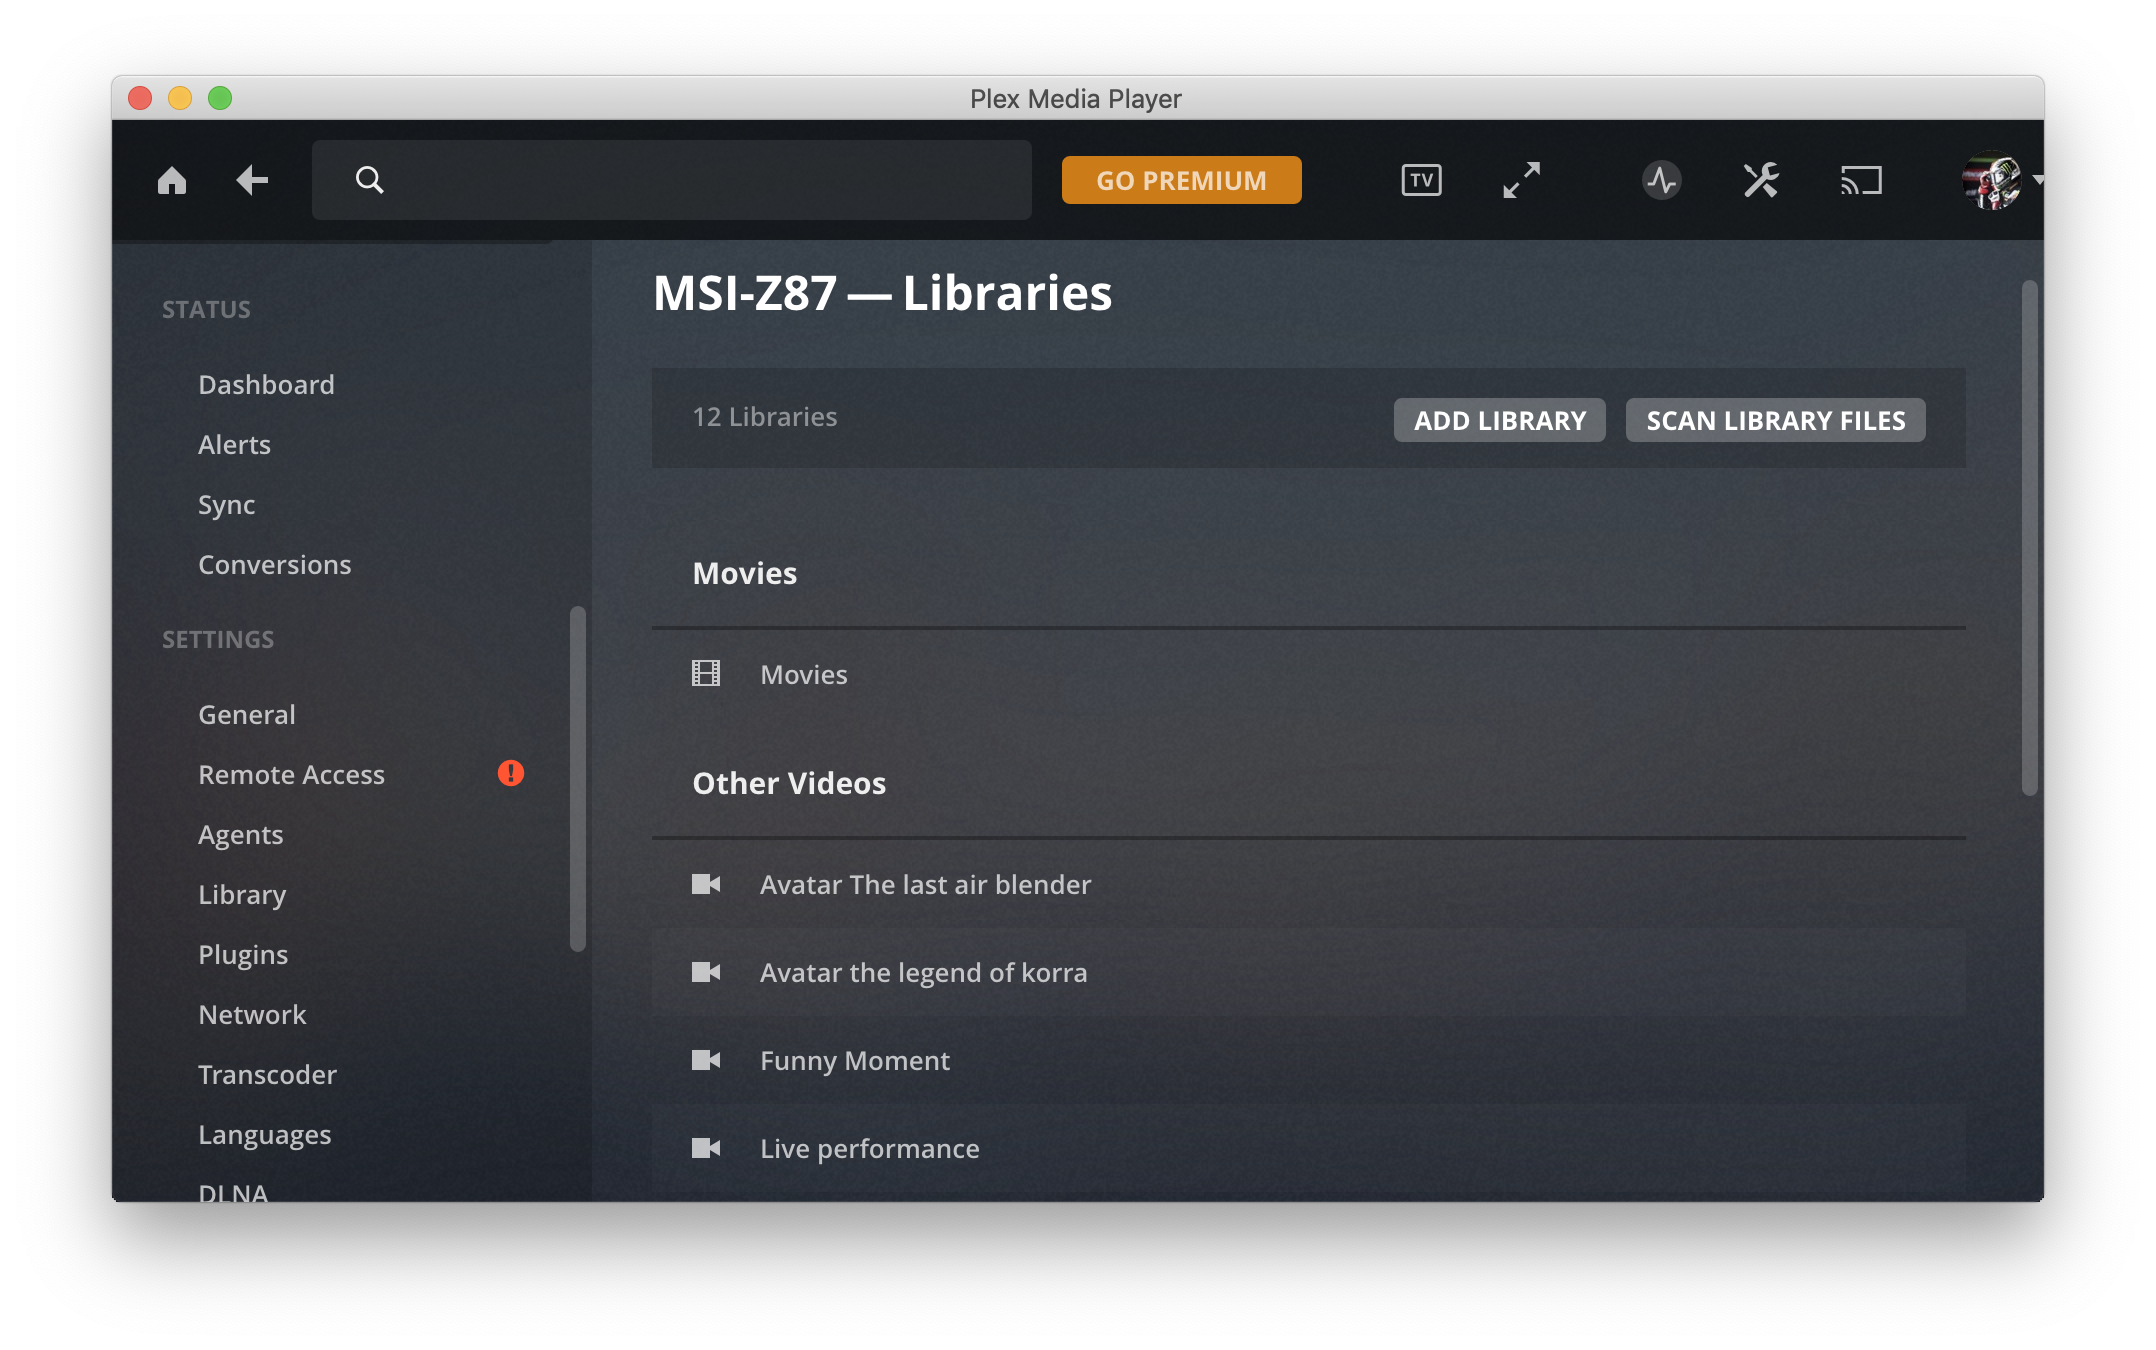 Plex Media Player
GO PREMIUM
TV
STATUS
Dashboard
Alerts
Sync
Conversions
SETTINGS
General
Remote Access
Agents
Library
Plugins
Network
Transcoder
Languages
DLNA
MSI-Z87 — Libraries
12 Libraries
ADD LIBRARY
SCAN LIBRARY FILES
Movies
Movies
Other Videos
Avatar The last air blender
Avatar the legend of korra
Funny Moment
Live performance